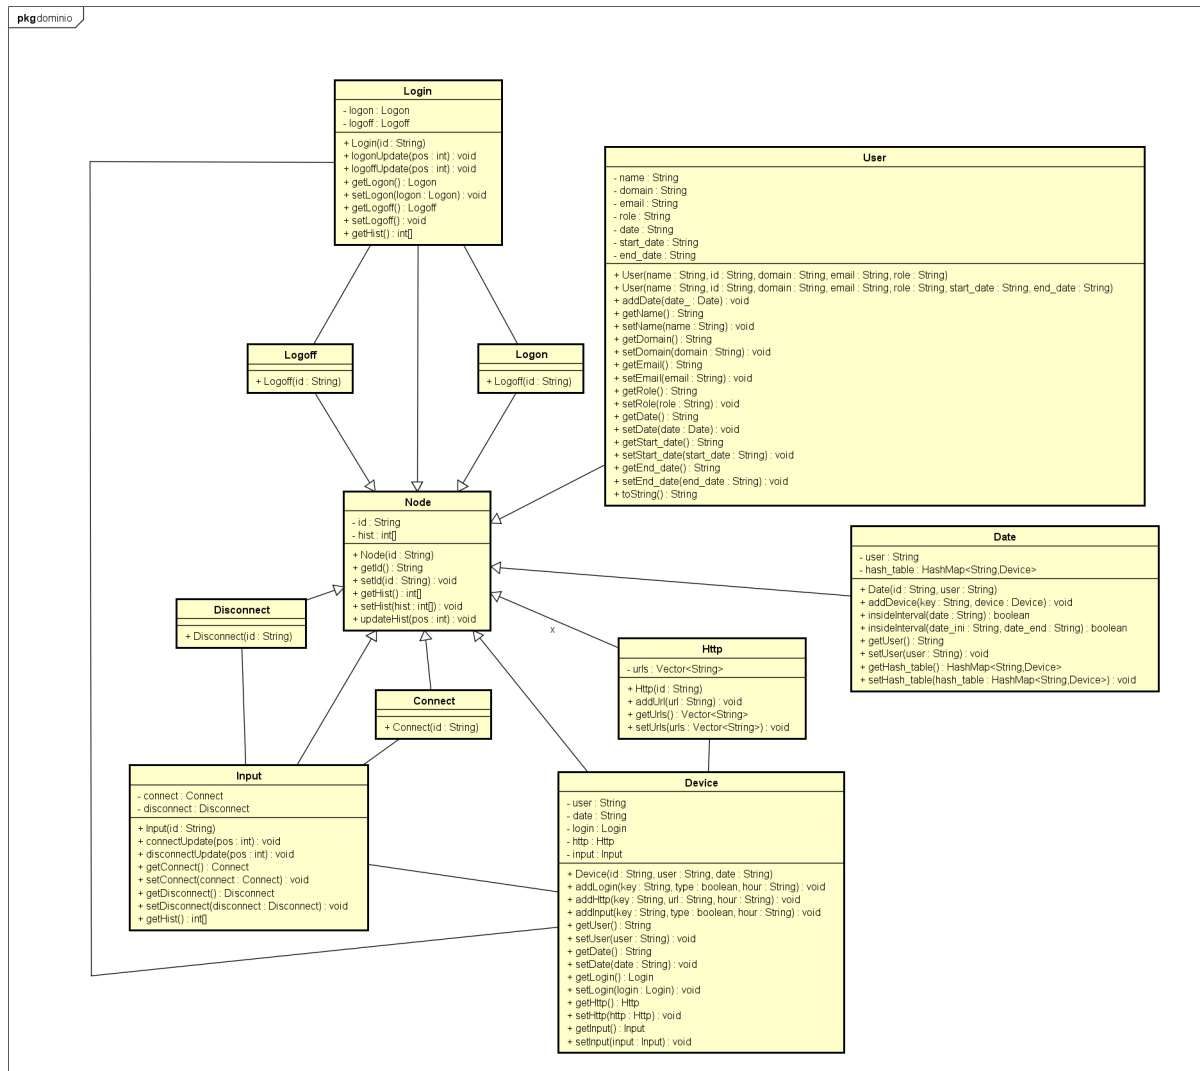 pkg dominio
Login
- logon : Logon
- logoff : Logoff
+ Login(id : String)
+ logonUpdate(pos : int) : void
+ logoffUpdate(pos : int) : void
+ getLogon() : Logon
+ setLogon(logon : Logon) : void
+ getLogoff() : Logoff
+ setLogoff() : void
+ getHist() : int[]
User
- name : String
- domain : String
- email : String
- role : String
- date : String
- start_date : String
- end_date : String
+ User(name : String, id : String, domain : String, email : String, role : String)
+ User(name : String, id : String, domain : String, email : String, role : String, start_date : String, end_date : String)
+ addDate(date_ : Date) : void
+ getName() : String
+ setName(name : String) : void
+ getDomain() : String
+ setDomain(domain : String) : void
+ getEmail() : String
+ setEmail(email : String) : void
+ getRole() : String
+ setRole(role : String) : void
+ getDate() : String
+ setDate(date : Date) : void
+ getStart_date() : String
+ setStart_date(start_date : String) : void
+ getEnd_date() : String
+ setEnd_date(end_date : String) : void
+ toString() : String
Logoff
+ Logoff(id : String)
Logon
+ Logoff(id : String)
Node
- id : String
- hist : int[]
+ Node(id : String)
+ getId() : String
+ setId(id : String) : void
+ getHist() : int[]
+ setHist(hist : int[]) : void
+ updateHist(pos : int) : void
Date
- user : String
- hash_table : HashMap<String,Device>
+ Date(id : String, user : String)
+ addDevice(key : String, device : Device) : void
+ insideInterval(date : String) : boolean
+ insideInterval(date_ini : String, date_end : String) : boolean
+ getUser() : String
+ setUser(user : String) : void
+ getHash_table() : HashMap<String,Device>
+ setHash_table(hash_table : HashMap<String,Device>) : void
Disconnect
+ Disconnect(id : String)
x
Http
- urls : Vector<String>
+ Http(id : String)
+ addUrl(url : String) : void
+ getUrls() : Vector<String>
+ setUrls(urls : Vector<String>) : void
Connect
+ Connect(id : String)
Input
- connect : Connect
- disconnect : Disconnect
+ Input(id : String)
+ connectUpdate(pos : int) : void
+ disconnectUpdate(pos : int) : void
+ getConnect() : Connect
+ setConnect(connect : Connect) : void
+ getDisconnect() : Disconnect
+ setDisconnect(disconnect : Disconnect) : void
+ getHist() : int[]
Device
- user : String
- date : String
- login : Login
- http : Http
- input : Input
+ Device(id : String, user : String, date : String)
+ addLogin(key : String, type : boolean, hour : String) : void
+ addHttp(key : String, url : String, hour : String) : void
+ addInput(key : String, type : boolean, hour : String) : void
+ getUser() : String
+ setUser(user : String) : void
+ getDate() : String
+ setDate(date : String) : void
+ getLogin() : Login
+ setLogin(login : Login) : void
+ getHttp() : Http
+ setHttp(http : Http) : void
+ getInput() : Input
+ setInput(input : Input) : void